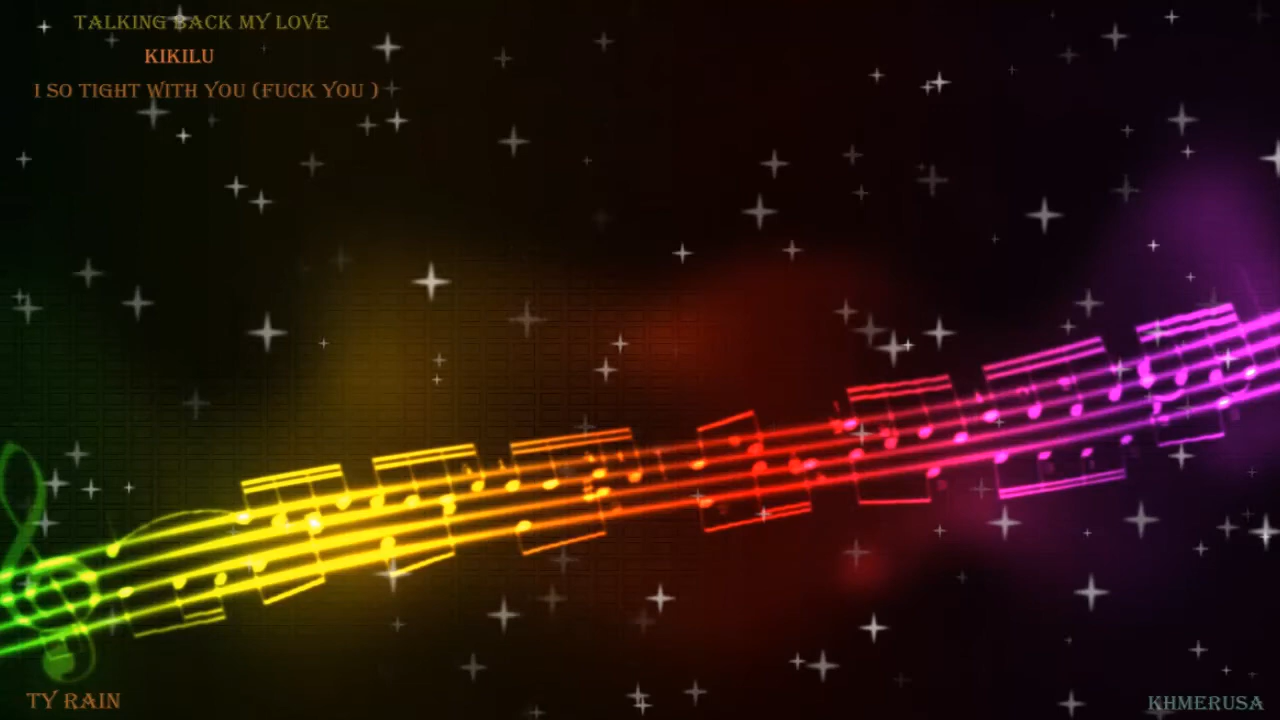 TALKING BACK MY LOVE
KIKILU
I SO TIGHT WITH YOU (FUCK YOU )
TY RAIN
KHMERUSA